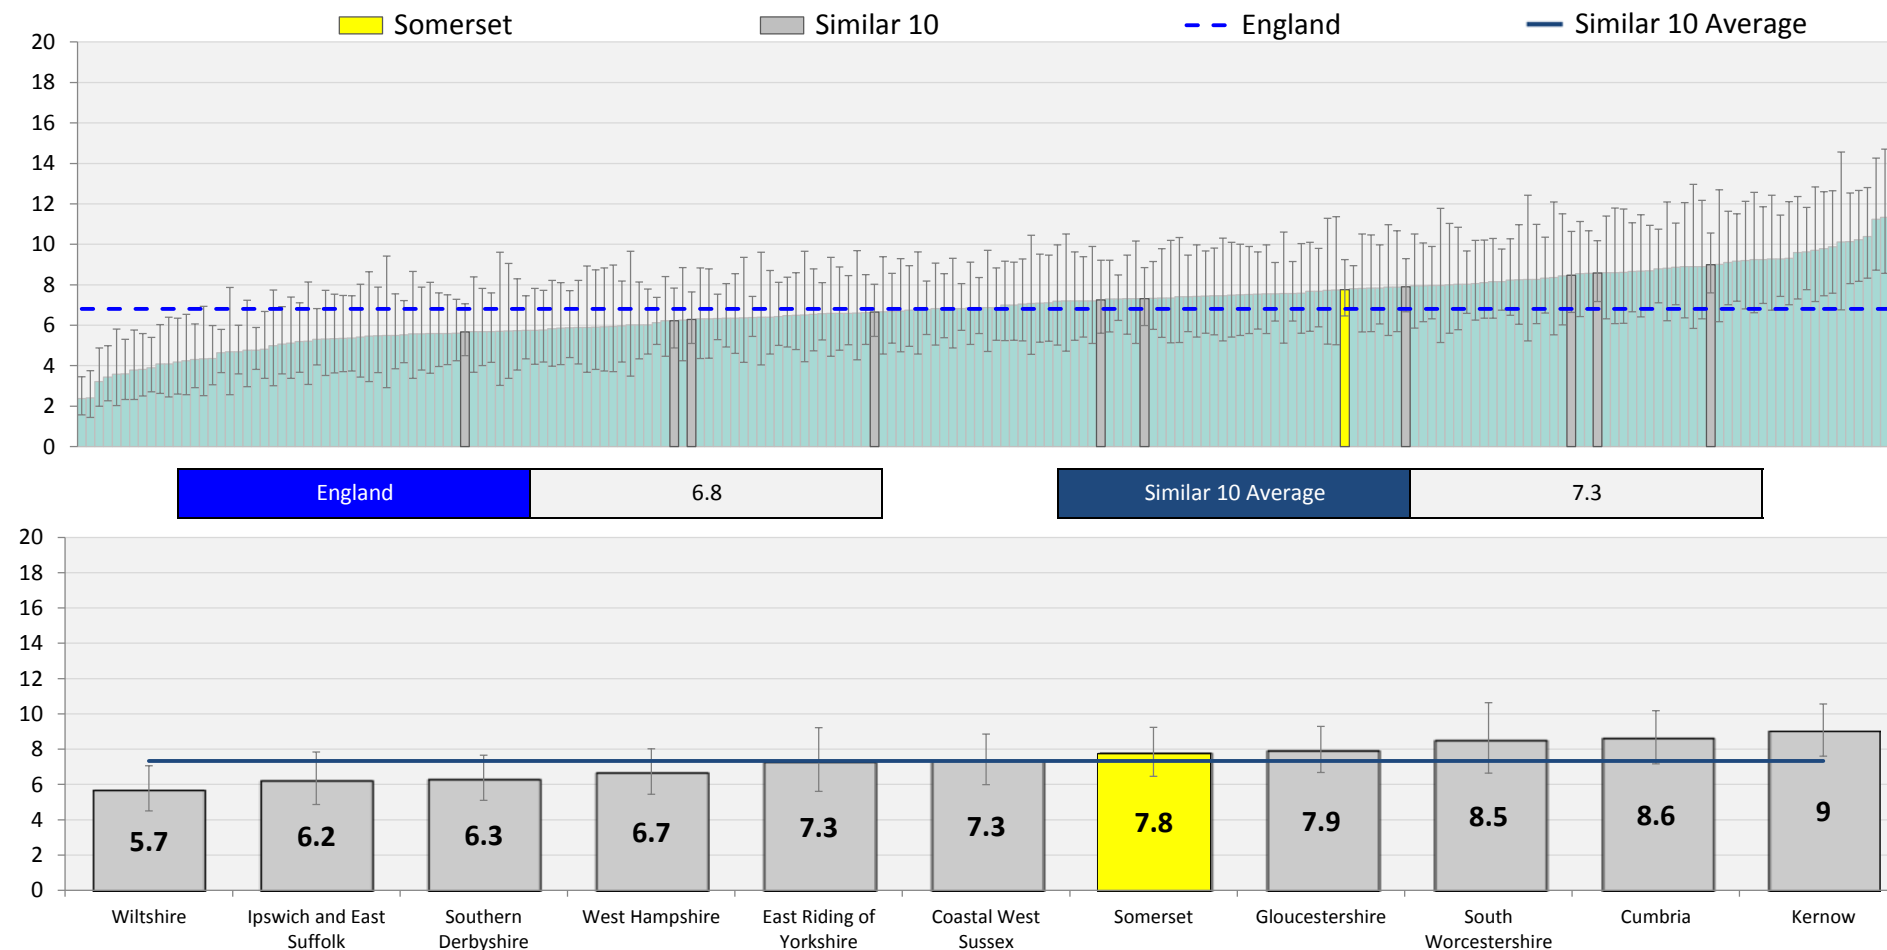 Somerset
Similar 10
England
Similar 10 Average
20
18
16
14
12
10
8
6
4
2
0
England
6.8
Similar 10 Average
7.3
20
18
16
14
12
10
8
6
4
2
0
5.7
6.2
6.3
6.7
7.3
7.3
7.8
7.9
8.5
8.6
9
Wiltshire
Ipswich and East
Suffolk
Southern
Derbyshire
West Hampshire
East Riding of
Yorkshire
Coastal West
Sussex
Somerset
Gloucestershire
South
Worcestershire
Cumbria
Kernow